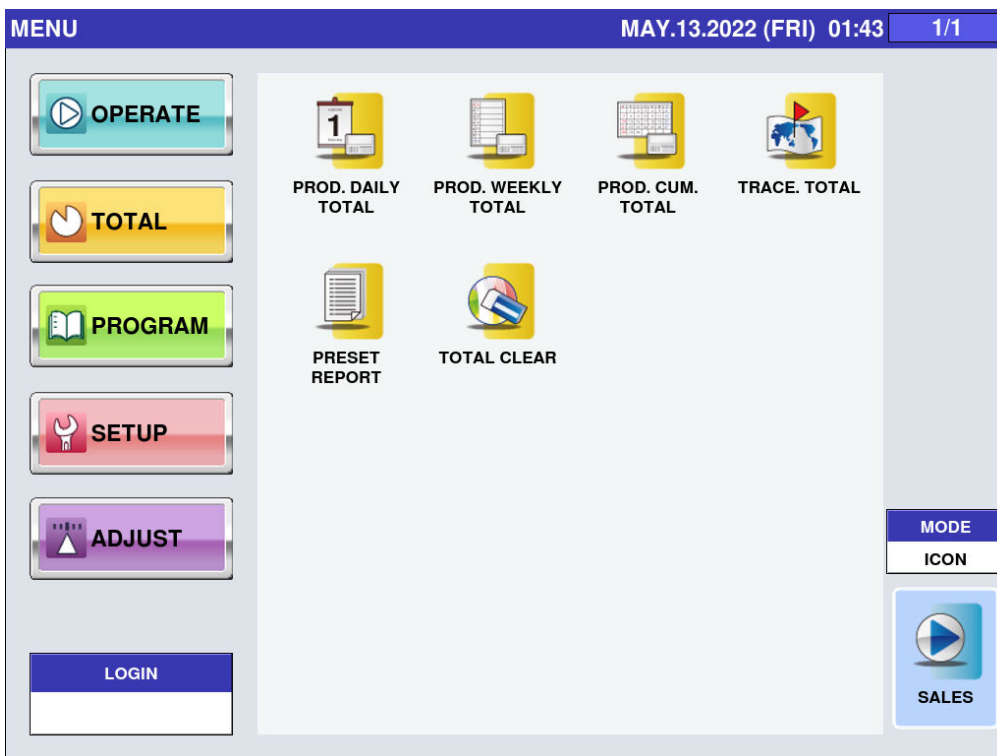 MENU
MAY.13.2022 (FRI) 01:43
1/1
OPERATE
TOTAL
PROGRAM
SETUP
ADJUST
LOGIN
1
PROD. DAILY
TOTAL
PROD. WEEKLY
TOTAL
PROD. CUM.
TOTAL
TRACE. TOTAL
PRESET
REPORT
TOTAL CLEAR
MODE
ICON
SALES